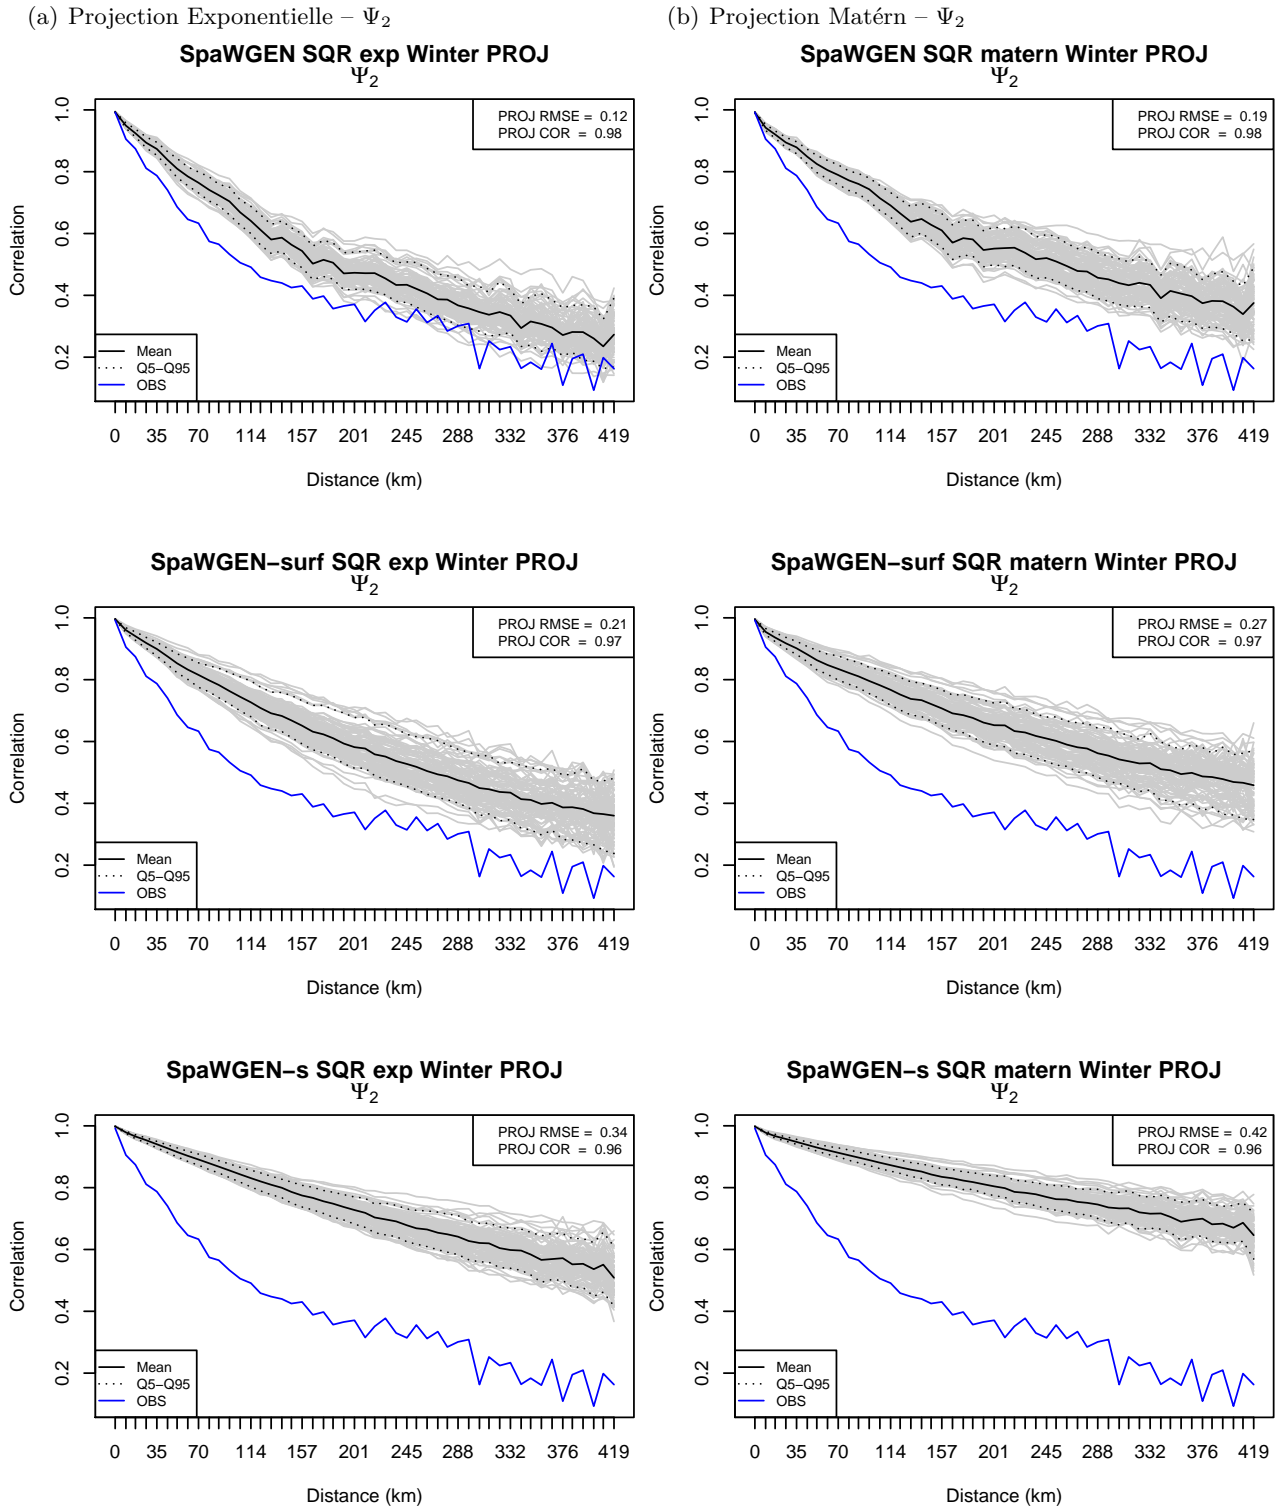 (a) Projection Exponentielle – Ψ2
SpaWGEN SQR exp Winter PROJ
Ψ2
PROJ RMSE = 0.12
PROJ COR = 0.98
Correlation
1.0
0.8
0.6
0.4
0.2
Mean
Q5−Q95
OBS
0 35 70 114 157 201 245 288 332 376 419
Distance (km)
(b) Projection Matérn – Ψ2
SpaWGEN SQR matern Winter PROJ
Ψ2
PROJ RMSE = 0.19
PROJ COR = 0.98
Correlation
1.0
0.8
0.6
0.4
0.2
Mean
Q5−Q95
OBS
0 35 70 114 157 201 245 288 332 376 419
Distance (km)
SpaWGEN−surf SQR exp Winter PROJ
Ψ2
PROJ RMSE = 0.21
PROJ COR = 0.97
Correlation
1.0
0.8
0.6
0.4
0.2
Mean
Q5−Q95
OBS
0 35 70 114 157 201 245 288 332 376 419
Distance (km)
SpaWGEN−surf SQR matern Winter PROJ
Ψ2
PROJ RMSE = 0.27
PROJ COR = 0.97
Correlation
1.0
0.8
0.6
0.4
0.2
Mean
Q5−Q95
OBS
0 35 70 114 157 201 245 288 332 376 419
Distance (km)
SpaWGEN−s SQR exp Winter PROJ
Ψ2
PROJ RMSE = 0.34
PROJ COR = 0.96
Correlation
1.0
0.8
0.6
0.4
0.2
Mean
Q5−Q95
OBS
0 35 70 114 157 201 245 288 332 376 419
Distance (km)
SpaWGEN−s SQR matern Winter PROJ
Ψ2
PROJ RMSE = 0.42
PROJ COR = 0.96
Correlation
1.0
0.8
0.6
0.4
0.2
Mean
Q5−Q95
OBS
0 35 70 114 157 201 245 288 332 376 419
Distance (km)